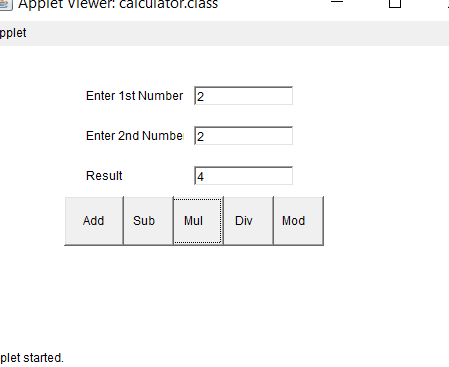 Applet Viewer: calculator.class
pplet
Enter 1st Number 2
Enter 2nd Numbe 2
Result 4
Add Sub Mul Div Mod
plet started.